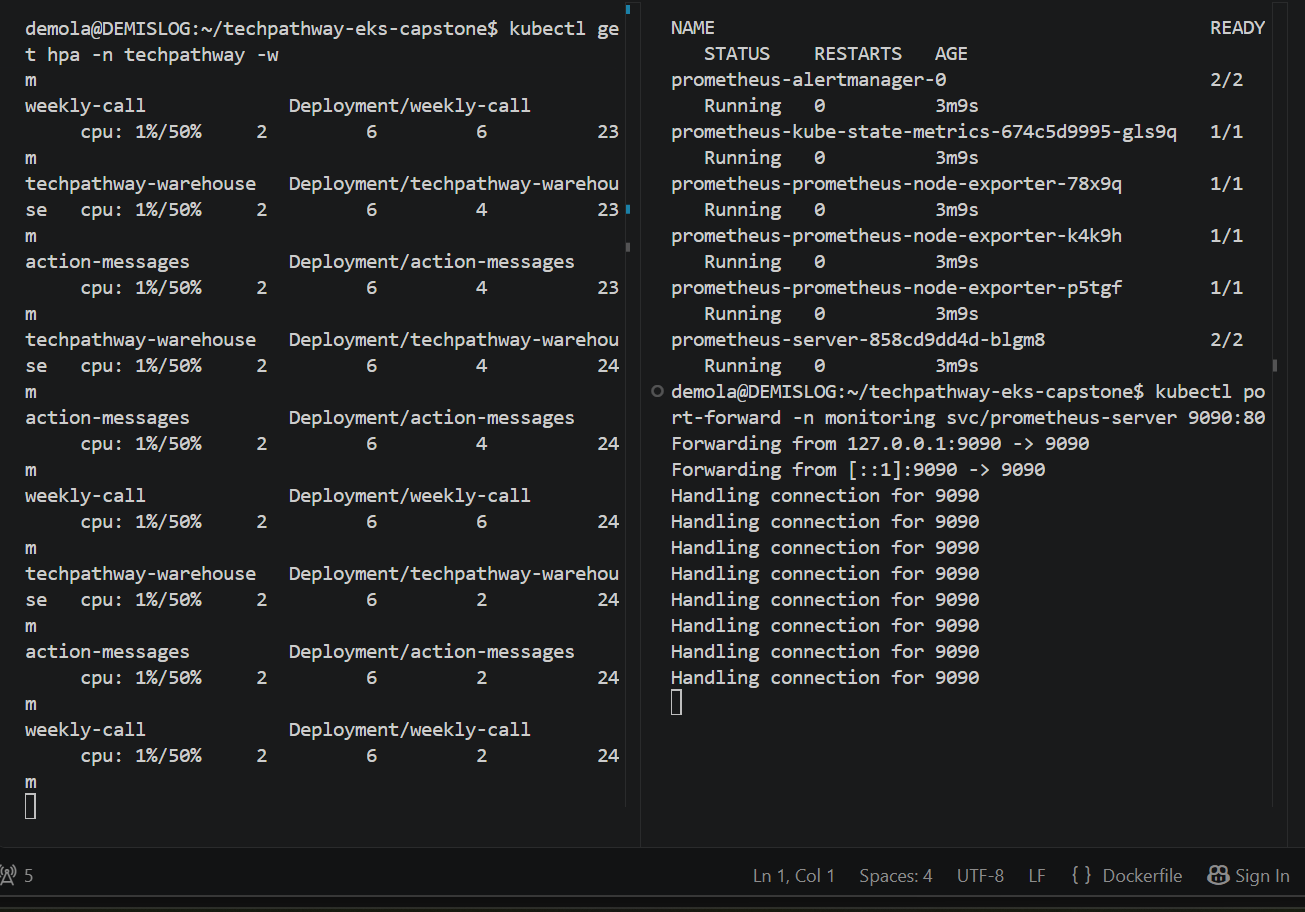 demola@DEMISLOG:~/techpathway-eks-capstone$ kubectl ge
t hpa -n techpathway -w
m
weekly-call             Deployment/weekly-call
     cpu: 1%/50%     2         6         6          23
m
techpathway-warehouse   Deployment/techpathway-warehou
se   cpu: 1%/50%     2         6         4          23
m
action-messages         Deployment/action-messages
     cpu: 1%/50%     2         6         4          23
m
techpathway-warehouse   Deployment/techpathway-warehou
se   cpu: 1%/50%     2         6         4          24
m
action-messages         Deployment/action-messages
     cpu: 1%/50%     2         6         4          24
m
weekly-call             Deployment/weekly-call
     cpu: 1%/50%     2         6         6          24
m
techpathway-warehouse   Deployment/techpathway-warehou
se   cpu: 1%/50%     2         6         2          24
m
action-messages         Deployment/action-messages
     cpu: 1%/50%     2         6         2          24
m
weekly-call             Deployment/weekly-call
     cpu: 1%/50%     2         6         2          24
m
NAME                                             READY
   STATUS    RESTARTS   AGE
prometheus-alertmanager-0                        2/2
   Running   0          3m9s
prometheus-kube-state-metrics-674c5d9995-gls9q   1/1
   Running   0          3m9s
prometheus-prometheus-node-exporter-78x9q        1/1
   Running   0          3m9s
prometheus-prometheus-node-exporter-k4k9h        1/1
   Running   0          3m9s
prometheus-prometheus-node-exporter-p5tgf        1/1
   Running   0          3m9s
prometheus-server-858cd9dd4d-blgm8               2/2
   Running   0          3m9s
demola@DEMISLOG:~/techpathway-eks-capstone$ kubectl po
rt-forward -n monitoring svc/prometheus-server 9090:80
Forwarding from 127.0.0.1:9090 -> 9090
Forwarding from [::1]:9090 -> 9090
Handling connection for 9090
Handling connection for 9090
Handling connection for 9090
Handling connection for 9090
Handling connection for 9090
Handling connection for 9090
Handling connection for 9090
Handling connection for 9090
5 Ln 1, Col 1 Spaces: 4 UTF-8 LF { } Dockerfile Sign In